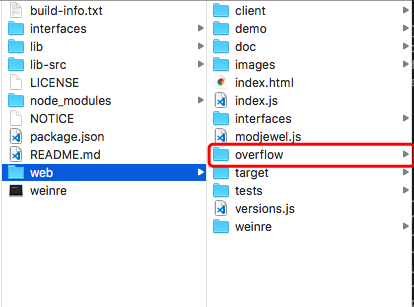 build-info.txt
interfaces
lib
lib-src
LICENSE
node_modules
NOTICE
package.json
README.md
web
weinre
client
demo
doc
images
index.html
index.js
interfaces
modjewel.js
overflow
target
tests
versions.js
weinre